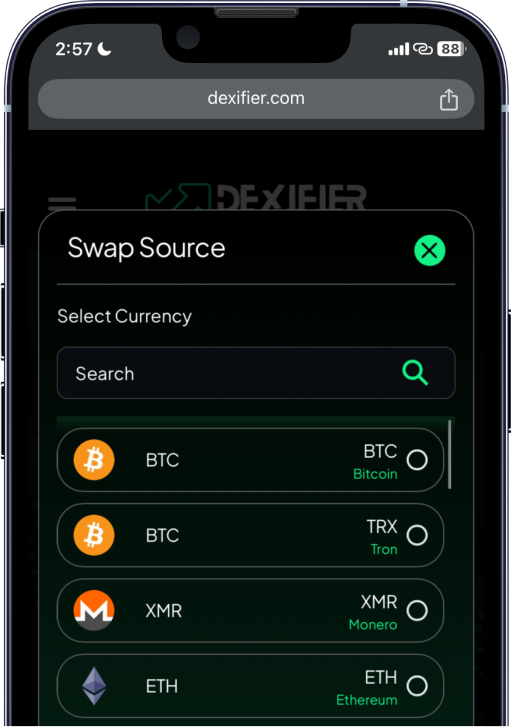 2:57
88
dexifier.com
DEXIFIER
Swap Source
Select Currency
Search
BTC BTC
Bitcoin
BTC TRX
Tron
XMR XMR
Monero
ETH ETH
Ethereum